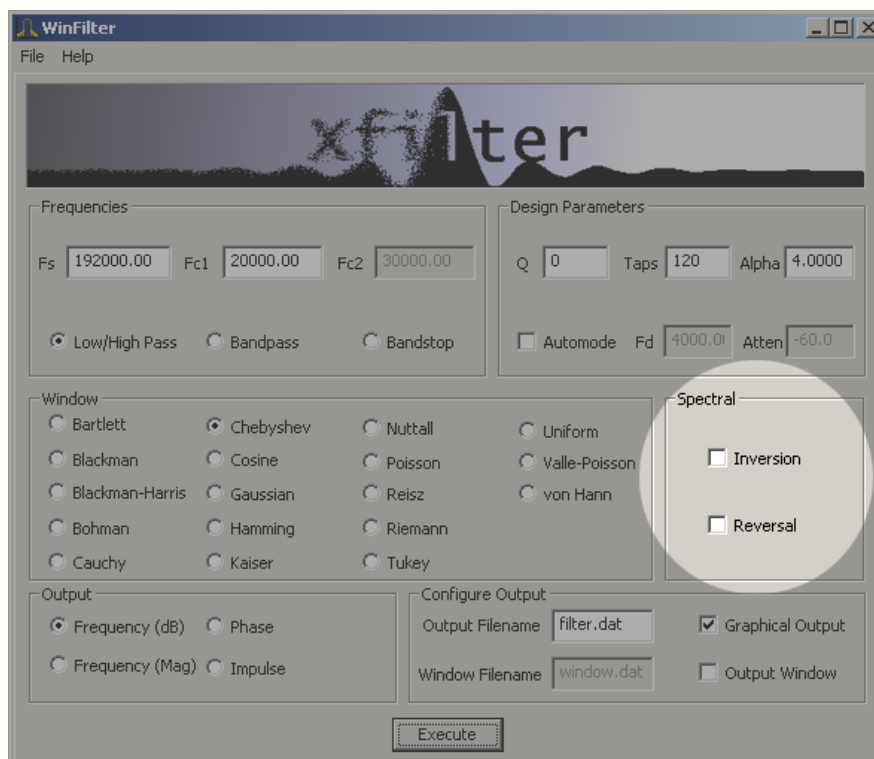 WinFilter
File Help
xfilter
Frequencies
Fs 192000.00 Fc1 20000.00 Fc2 30000.00
Low/High Pass Bandpass Bandstop
Design Parameters
Q 0 Taps 120 Alpha 4.0000
Automode Fd 4000.0 Atten -60.0
Window
Bartlett Chebyshev Nuttall Uniform
Blackman Cosine Poisson Valle-Poisson
Blackman-Harris Gaussian Reisz von Hann
Bohman Hamming Riemann
Cauchy Kaiser Tukey
Spectral
Inversion
Reversal
Output
Frequency (dB) Phase
Frequency (Mag) Impulse
Configure Output
Output Filename filter.dat Graphical Output
Window Filename window.dat Output Window
Execute